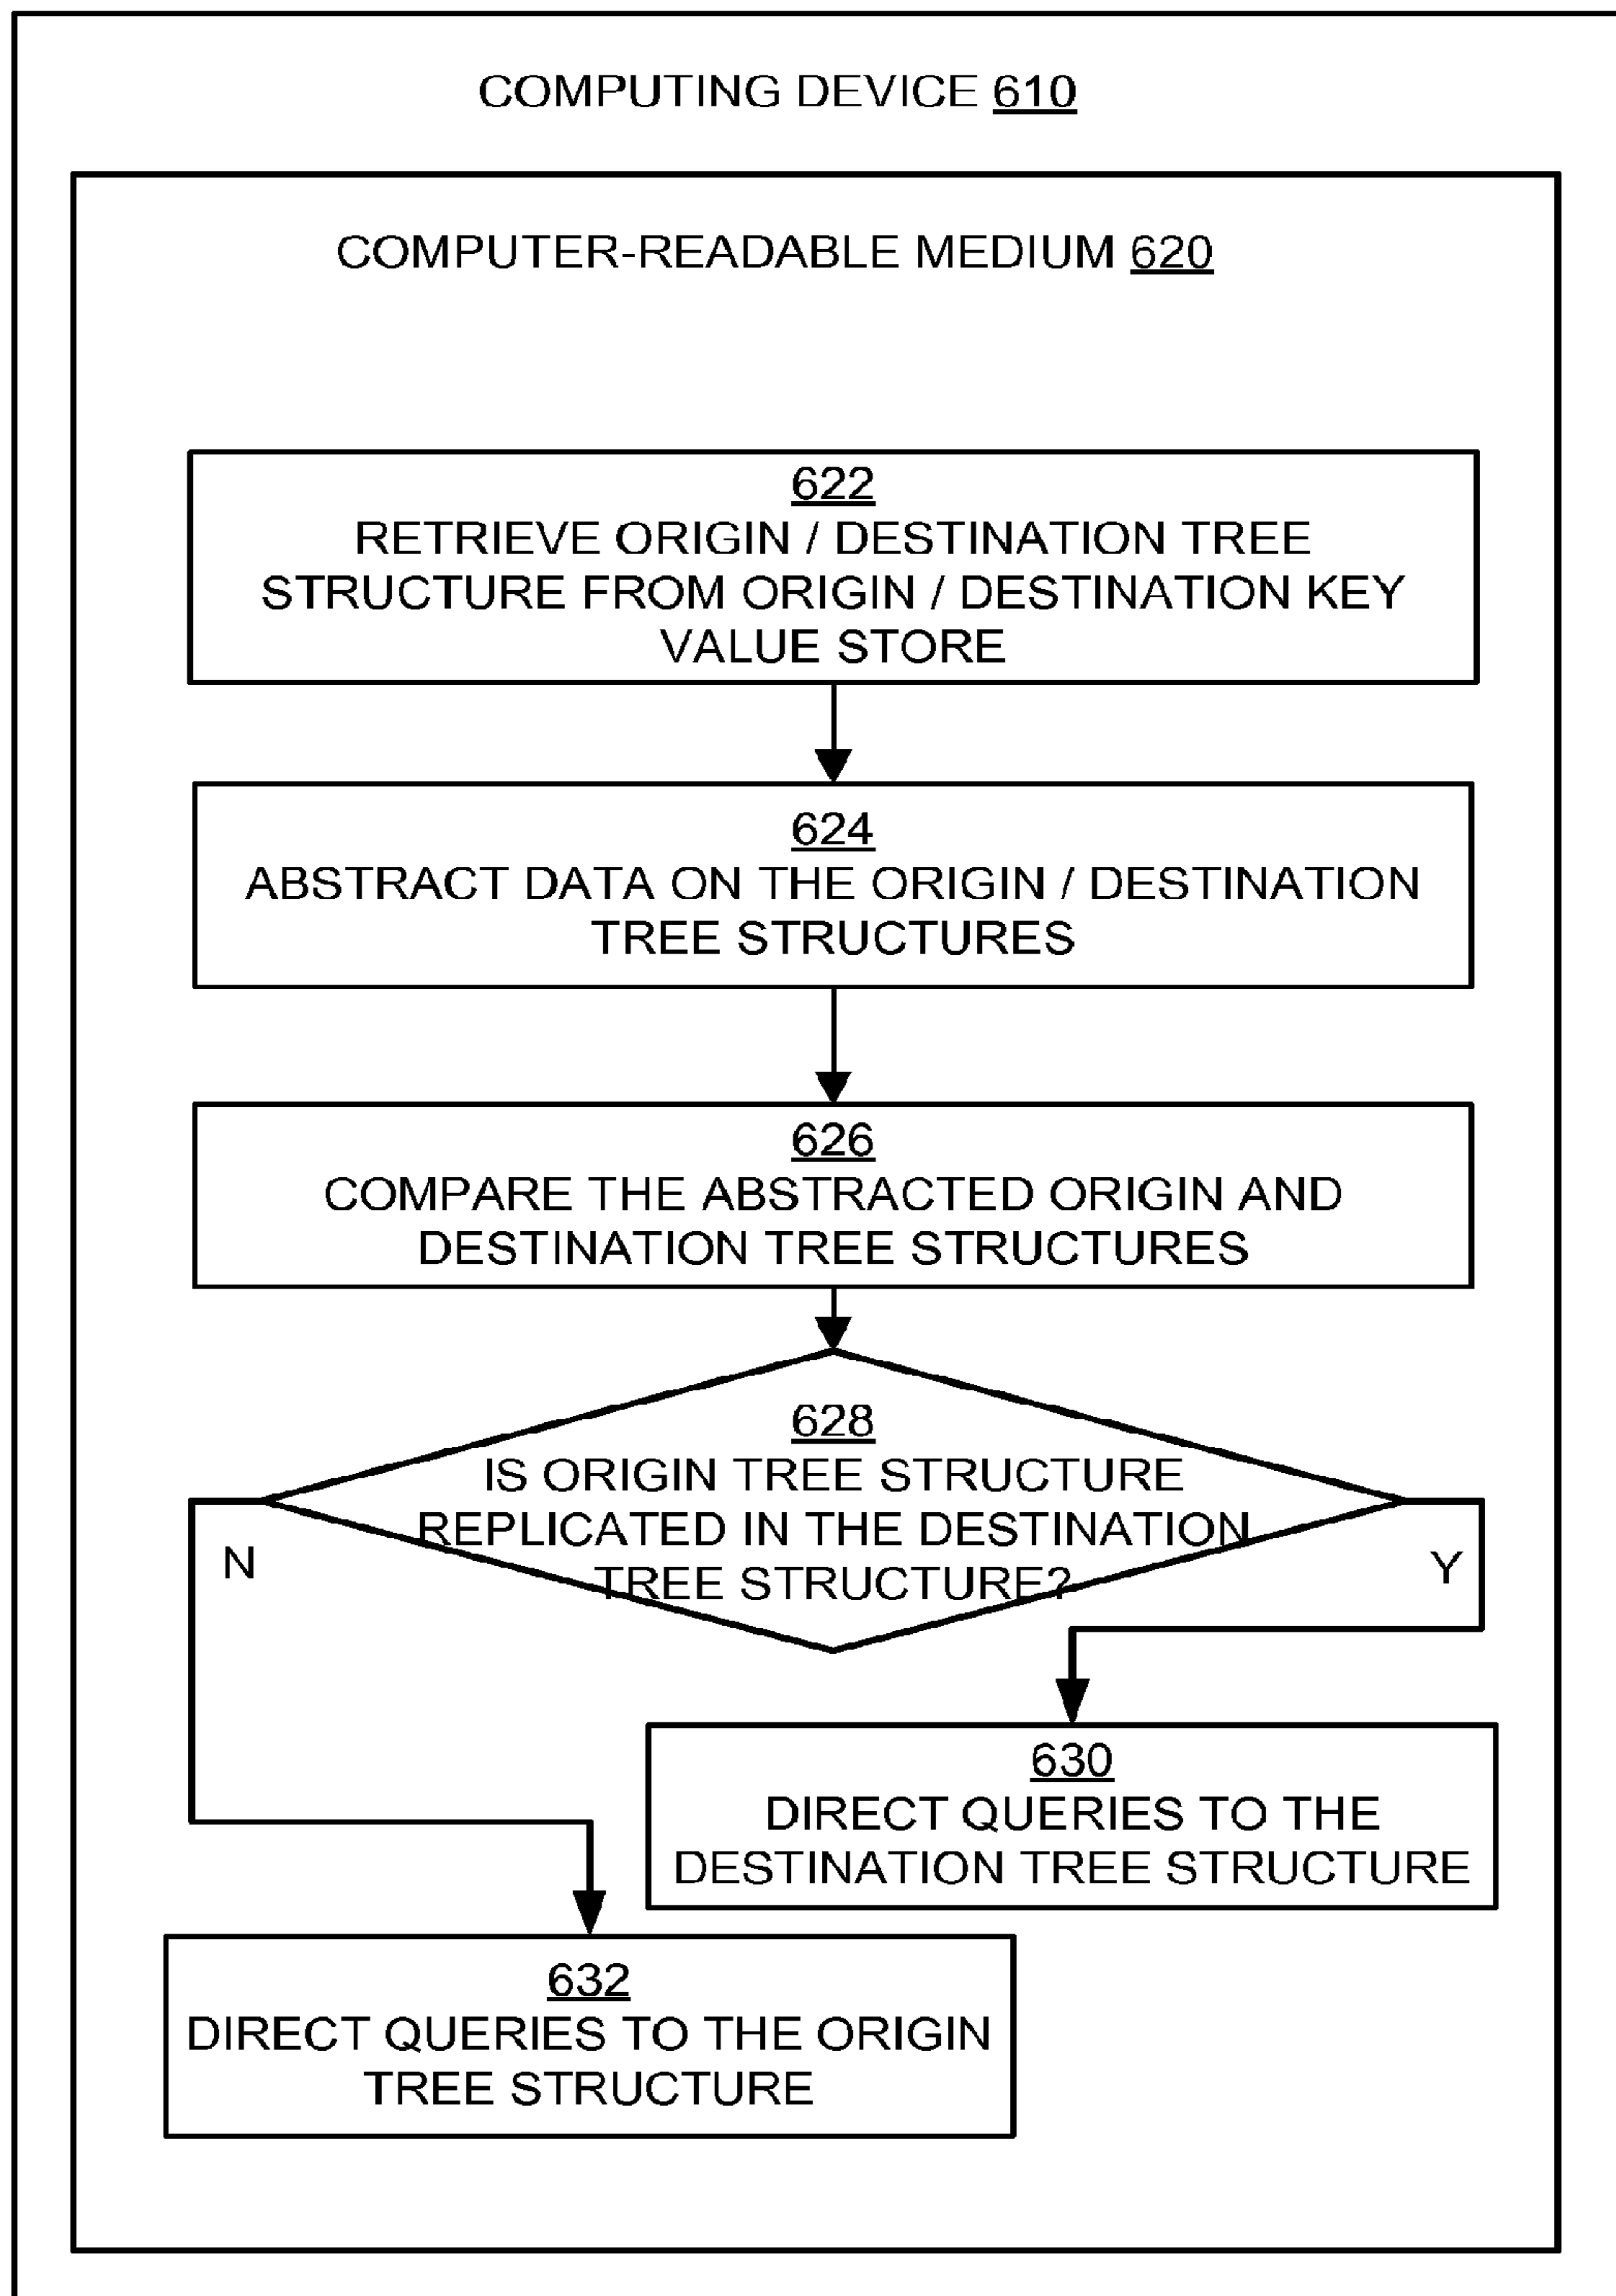 COMPUTING DEVICE 610
COMPUTER-READABLE MEDIUM 620
622
RETRIEVE ORIGIN / DESTINATION TREE
STRUCTURE FROM ORIGIN / DESTINATION KEY
VALUE STORE
624
ABSTRACT DATA ON THE ORIGIN / DESTINATION
TREE STRUCTURES
626
COMPARE THE ABSTRACTED ORIGIN AND
DESTINATION TREE STRUCTURES
628
IS ORIGIN TREE STRUCTURE
REPLICATED IN THE DESTINATION
TREE STRUCTURE?
N
Y
630
DIRECT QUERIES TO THE
DESTINATION TREE STRUCTURE
632
DIRECT QUERIES TO THE ORIGIN
TREE STRUCTURE